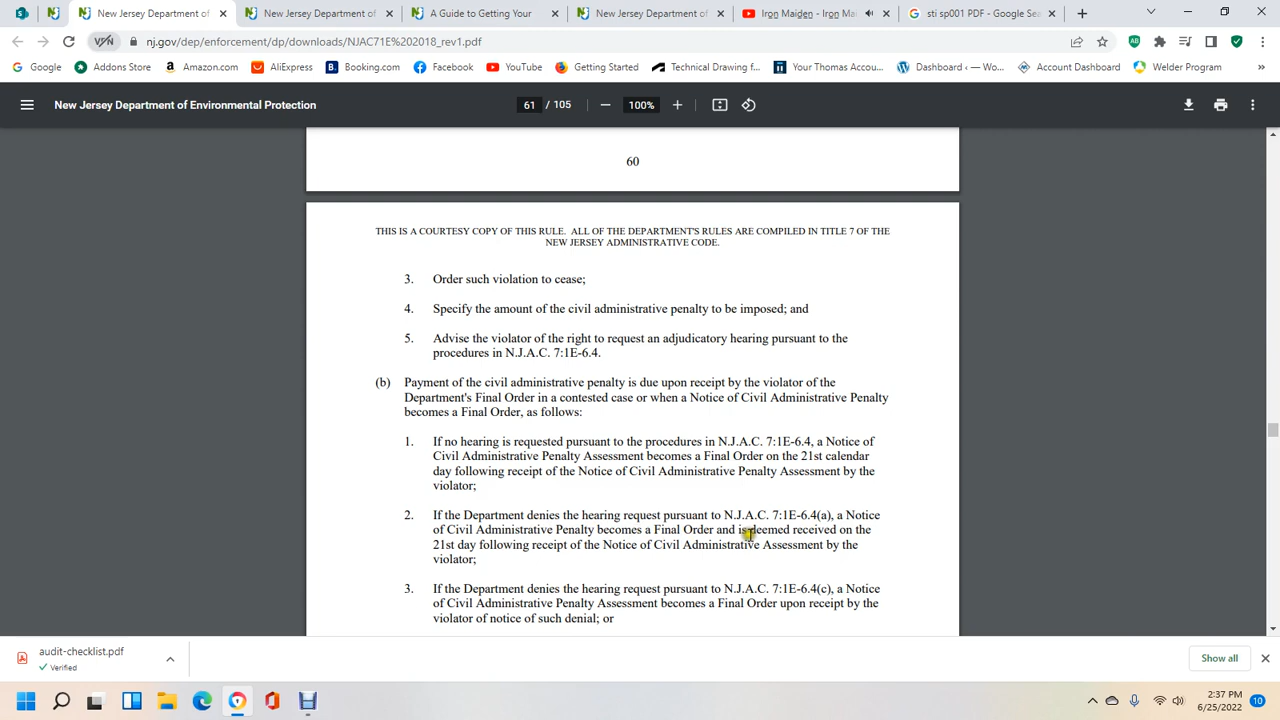 New Jersey Department of
New Jersey Department of
A Guide to Getting Your
New Jersey Department of
Iron Maiden - Iron Mai
sti sp001 PDF - Google Sea
VPN
nj.gov/dep/enforcement/dp/downloads/NJAC71E%202018_rev1.pdf
Google
Addons Store
Amazon.com
AliExpress
Booking.com
Facebook
YouTube
Getting Started
Technical Drawing f...
Your Thomas Accou...
Dashboard ‹ — Wo...
Account Dashboard
Welder Program
New Jersey Department of Environmental Protection
61 / 105
100%
60
THIS IS A COURTESY COPY OF THIS RULE. ALL OF THE DEPARTMENT'S RULES ARE COMPILED IN TITLE 7 OF THE
NEW JERSEY ADMINISTRATIVE CODE.
3. Order such violation to cease;
4. Specify the amount of the civil administrative penalty to be imposed; and
5. Advise the violator of the right to request an adjudicatory hearing pursuant to the
procedures in N.J.A.C. 7:1E-6.4.
(b) Payment of the civil administrative penalty is due upon receipt by the violator of the
Department's Final Order in a contested case or when a Notice of Civil Administrative Penalty
becomes a Final Order, as follows:
1. If no hearing is requested pursuant to the procedures in N.J.A.C. 7:1E-6.4, a Notice of
Civil Administrative Penalty Assessment becomes a Final Order on the 21st calendar
day following receipt of the Notice of Civil Administrative Penalty Assessment by the
violator;
2. If the Department denies the hearing request pursuant to N.J.A.C. 7:1E-6.4(a), a Notice
of Civil Administrative Penalty becomes a Final Order and is deemed received on the
21st day following receipt of the Notice of Civil Administrative Assessment by the
violator;
3. If the Department denies the hearing request pursuant to N.J.A.C. 7:1E-6.4(c), a Notice
of Civil Administrative Penalty Assessment becomes a Final Order upon receipt by the
violator of notice of such denial; or
audit-checklist.pdf
Verified
Show all
2:37 PM
6/25/2022
10